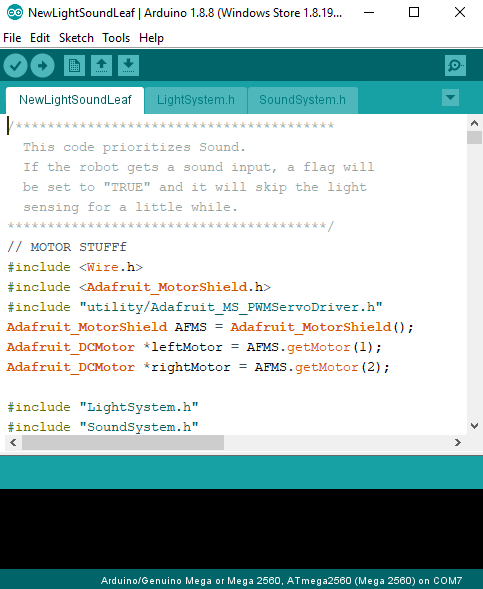 NewLightSoundLeaf | Arduino 1.8.8 (Windows Store 1.8.19...
File Edit Sketch Tools Help
NewLightSoundLeaf LightSystem.h SoundSystem.h
/****************************************
This code prioritizes Sound.
If the robot gets a sound input, a flag will
be set to "TRUE" and it will skip the light
sensing for a little while.
****************************************/
// MOTOR STUFFf
#include <Wire.h>
#include <Adafruit_MotorShield.h>
#include "utility/Adafruit_MS_PWMServoDriver.h"
Adafruit_MotorShield AFMS = Adafruit_MotorShield();
Adafruit_DCMotor *leftMotor = AFMS.getMotor(1);
Adafruit_DCMotor *rightMotor = AFMS.getMotor(2);
#include "LightSystem.h"
#include "SoundSystem.h"
Arduino/Genuino Mega or Mega 2560, ATmega2560 (Mega 2560) on COM7